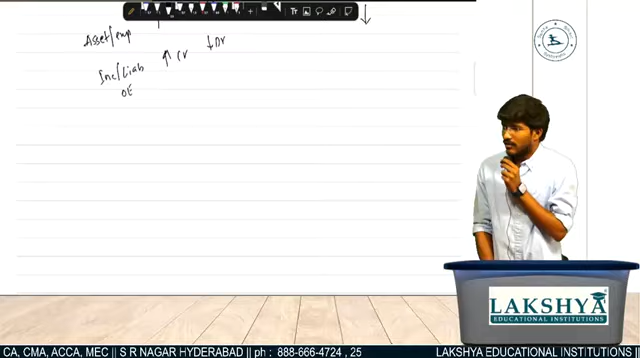 Tr
Asset/exp
↓ Dr
Inc/Liab ↑ Cr
OE
LAKSHYA
EDUCATIONAL INSTITUTIONS
CA, CMA, ACCA, MEC || S R NAGAR HYDERABAD || ph : 888-666-4724 , 25
LAKSHYA EDUCATIONAL INSTITUTIONS ||